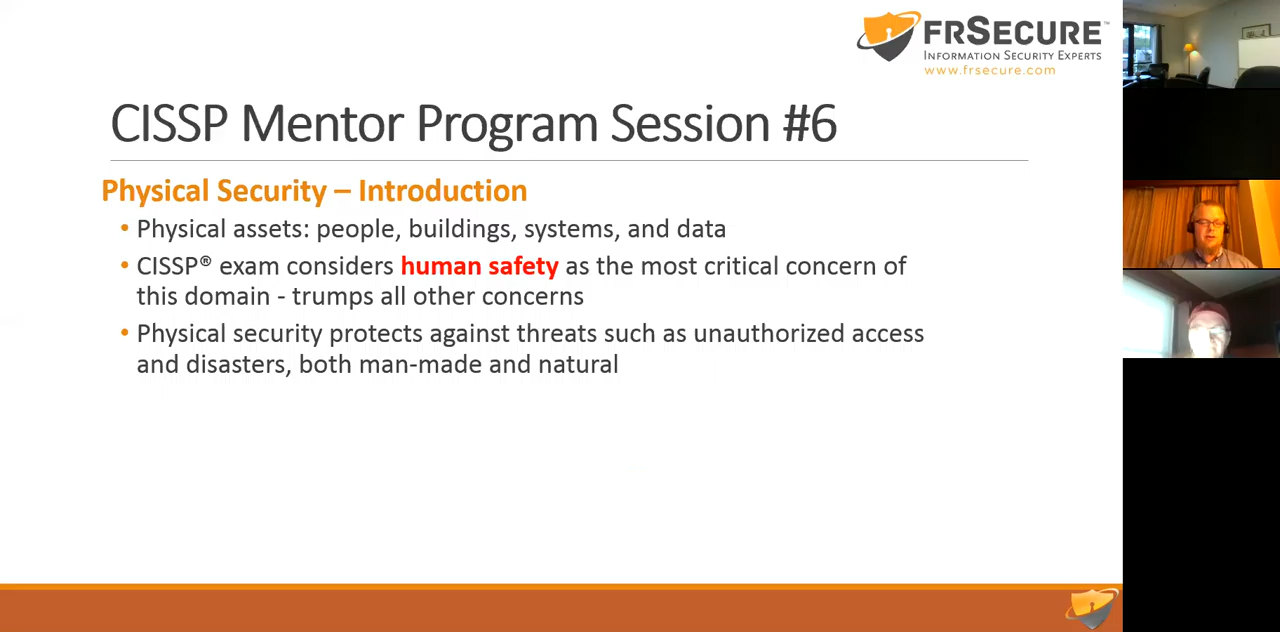 FRSECURE™
INFORMATION SECURITY EXPERTS
www.frsecure.com
CISSP Mentor Program Session #6
Physical Security – Introduction
• Physical assets: people, buildings, systems, and data
• CISSP® exam considers human safety as the most critical concern of
this domain - trumps all other concerns
• Physical security protects against threats such as unauthorized access
and disasters, both man-made and natural